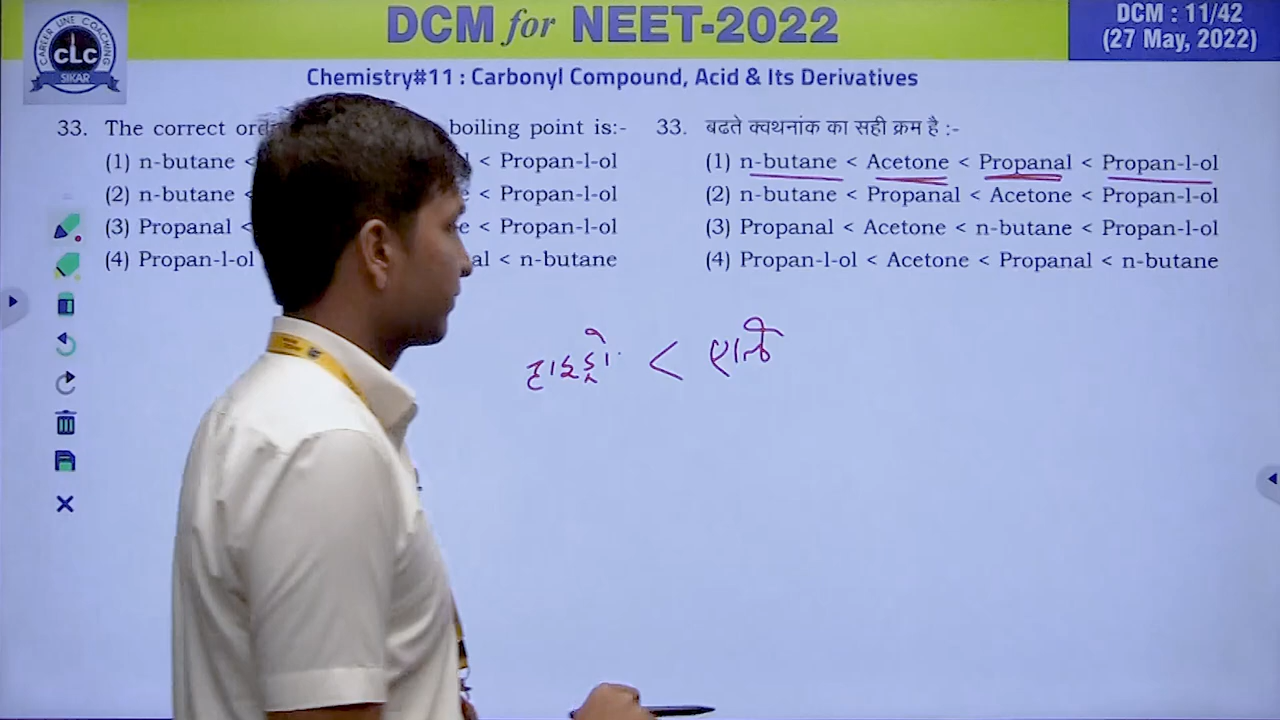 DCM for NEET-2022
DCM : 11/42
(27 May, 2022)
CAREER LINE COACHING
CLC
SIKAR
Chemistry#11 : Carbonyl Compound, Acid & Its Derivatives
33. The correct boiling point is:-
(1) n-butane < < Propan-l-ol
(2) n-butane < Propan-l-ol
(3) Propanal < < Propan-l-ol
(4) Propan-l-ol < n-butane
33. बढते क्वथनांक का सही क्रम है :-
(1) n-butane < Acetone < Propanal < Propan-l-ol
(2) n-butane < Propanal < Acetone < Propan-l-ol
(3) Propanal < Acetone < n-butane < Propan-l-ol
(4) Propan-l-ol < Acetone < Propanal < n-butane
हाइड्रो <